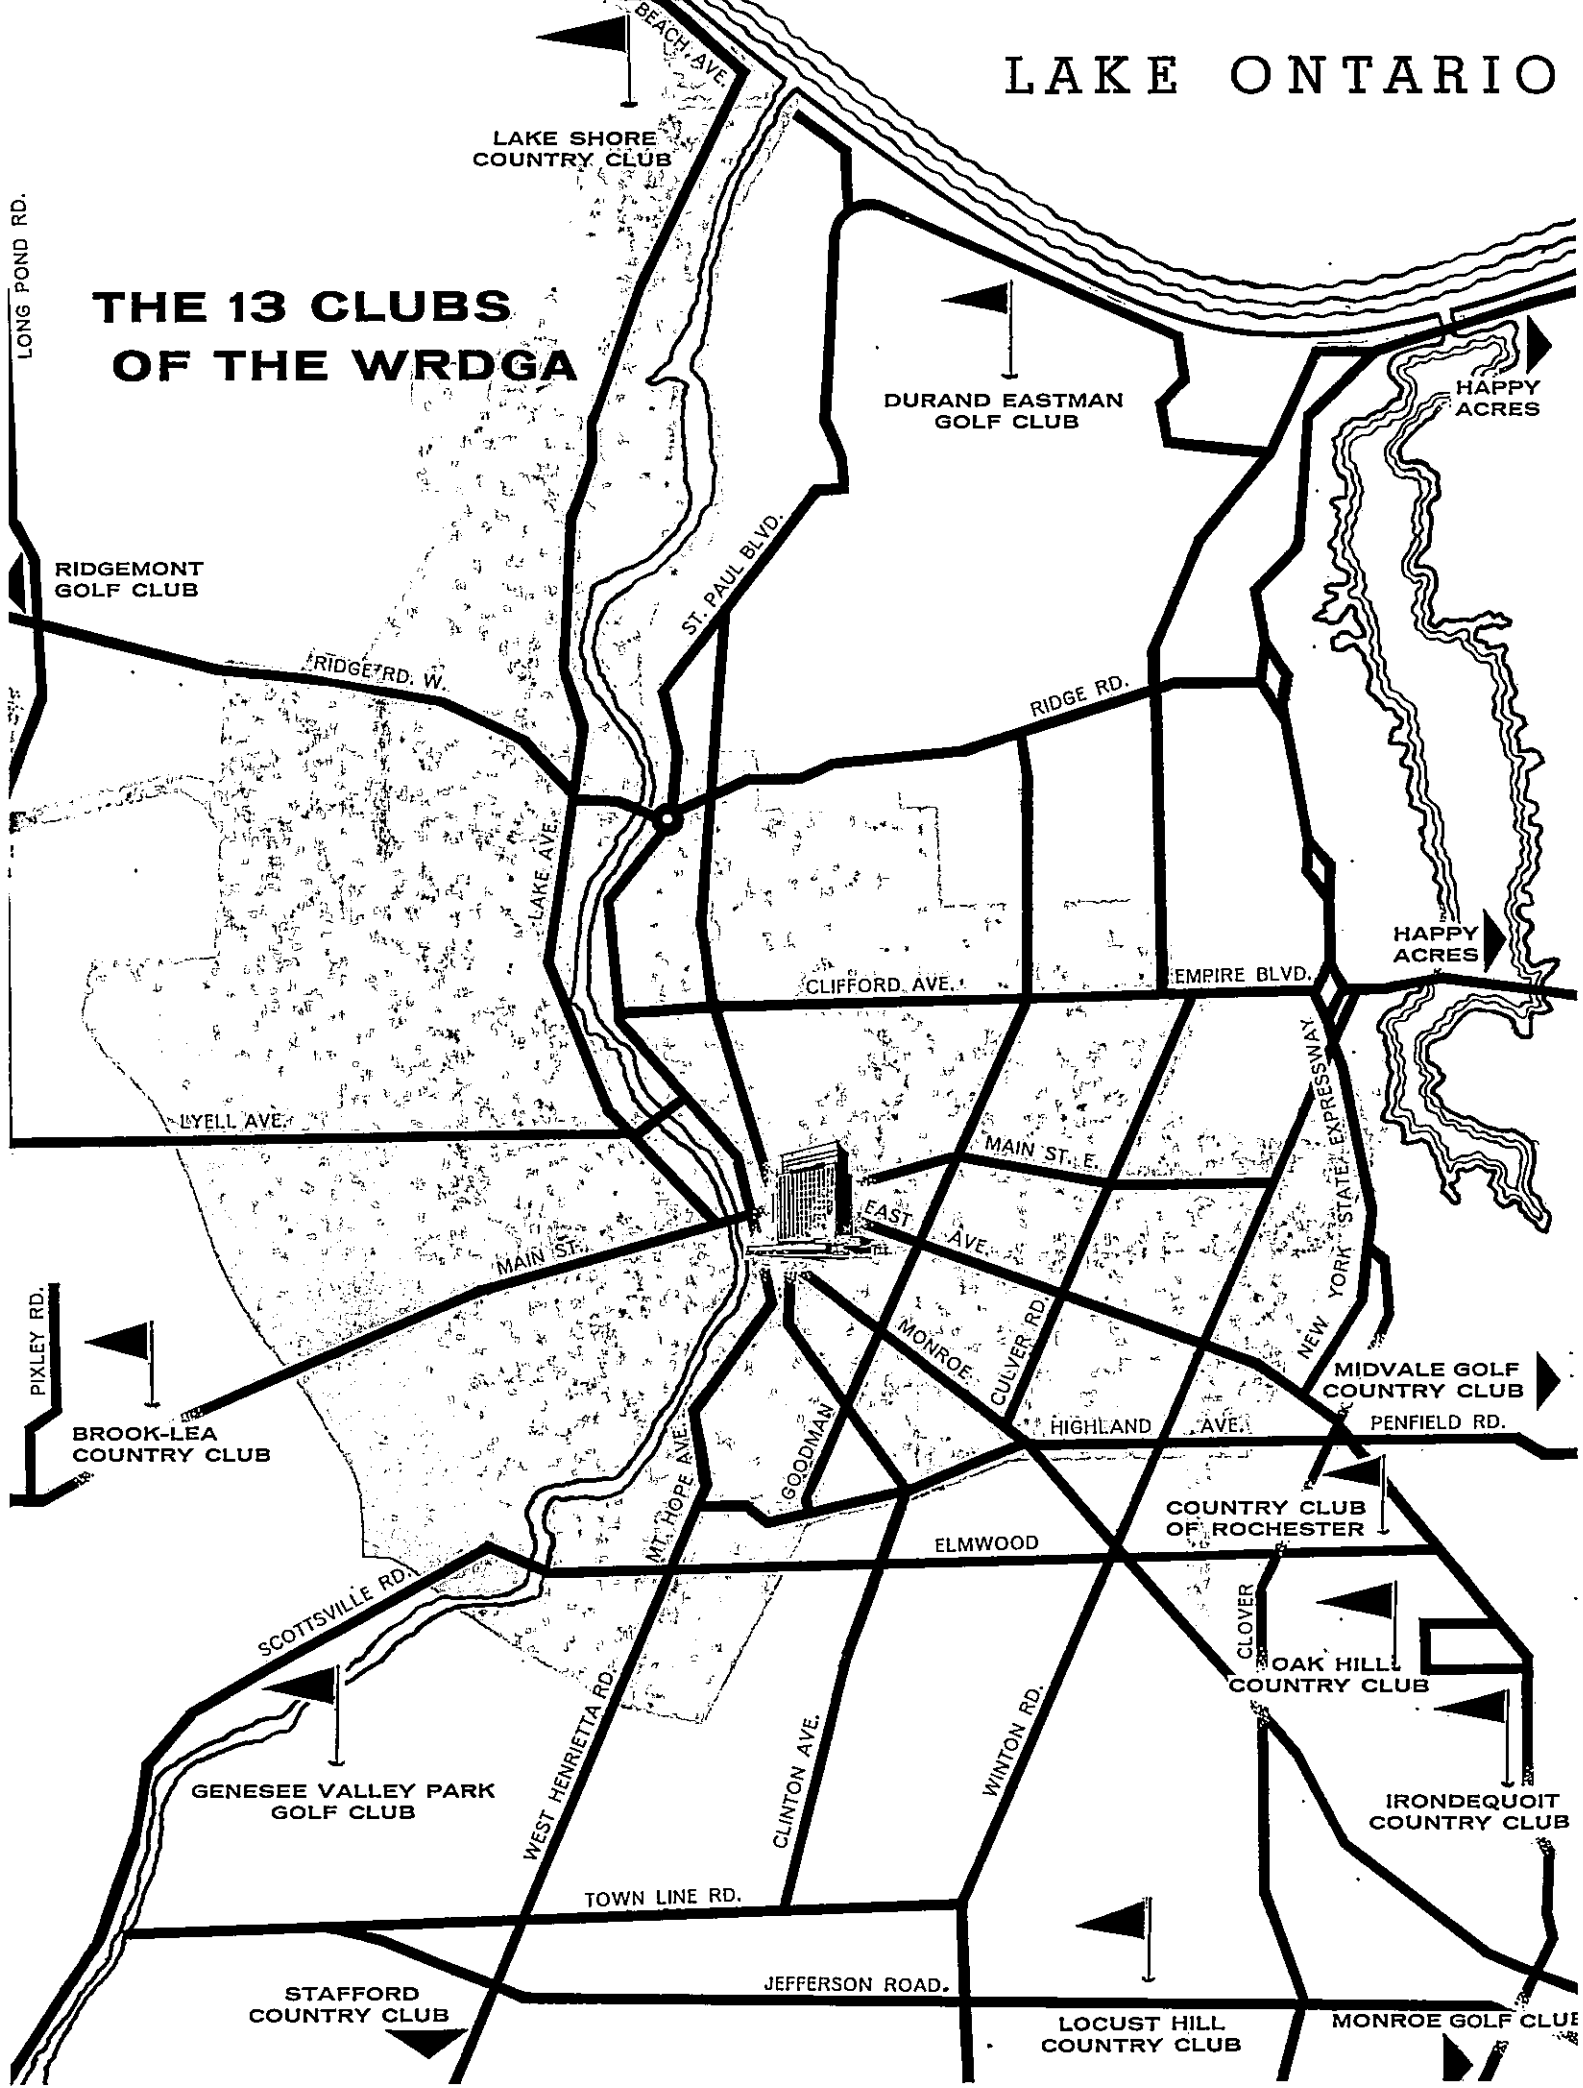 BEACH AVE.
LAKE ONTARIO
LAKE SHORE
COUNTRY CLUB
LONG POND RD.
THE 13 CLUBS
OF THE WRDGA
DURAND EASTMAN
GOLF CLUB
HAPPY
ACRES
ST. PAUL BLVD.
RIDGEMONT
GOLF CLUB
RIDGE RD. W.
RIDGE RD.
LAKE AVE.
HAPPY
ACRES
CLIFFORD AVE.
EMPIRE BLVD.
NEW YORK STATE EXPRESSWAY
LYELL AVE.
MAIN ST. E.
EAST AVE.
MAIN ST.
PIXLEY RD.
MONROE
CULVER RD.
MIDVALE GOLF
COUNTRY CLUB
BROOK-LEA
COUNTRY CLUB
MT. HOPE AVE.
GOODMAN
HIGHLAND AVE.
PENFIELD RD.
COUNTRY CLUB
OF ROCHESTER
ELMWOOD
SCOTTSVILLE RD.
CLOVER
OAK HILL
COUNTRY CLUB
WEST HENRIETTA RD.
CLINTON AVE.
WINTON RD.
GENESEE VALLEY PARK
GOLF CLUB
IRONDEQUOIT
COUNTRY CLUB
TOWN LINE RD.
JEFFERSON ROAD.
STAFFORD
COUNTRY CLUB
LOCUST HILL
COUNTRY CLUB
MONROE GOLF CLUB